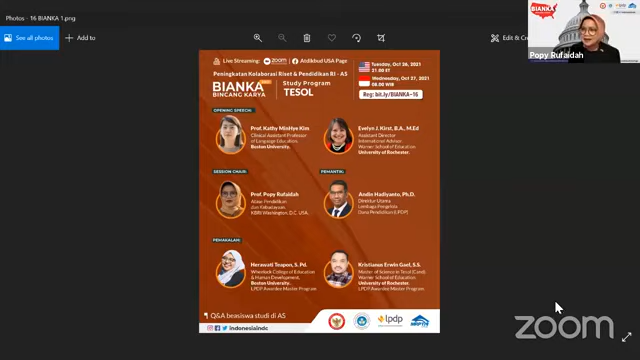 Photos - 16 BIANKA 1.png
See all photos
Add to
BIANKA
Popy Rufaidah
Live Streaming: zoom | Atdikbud USA Page
Peningkatan Kolaborasi Riset & Pendidikan RI - AS
BIANKA
BINCANG KARYA
Study Program
TESOL
Tuesday, Oct 26, 2021
21.00 ET
Wednesday, Oct 27, 2021
08.00 WIB
Reg: bit.ly/BIANKA-16
OPENING SPEECH:
Prof. Kathy MinHye Kim
Clinical Assistant Professor
of Language Education,
Boston University.
Evelyn J. Kirst, B.A., M.Ed
Assistant Director
International Advisor
Warner School of Education
University of Rochester.
SESSION CHAIR:
Prof. Popy Rufaidah
Atase Pendidikan
dan Kebudayaan,
KBRI Washington, D.C. USA.
PEMANTIK:
Andin Hadiyanto, Ph.D.
Direktur Utama
Lembaga Pengelola
Dana Pendidikan (LPDP)
PEMAKALAH:
Herawati Teapon, S. Pd.
Wheelock College of Education
& Human Development,
Boston University.
LPDP Awardee Master Program
Kristianus Erwin Gael, S.S.
Master of Science in Tesol (Cand)
Warner School of Education,
University of Rochester.
LPDP Awardee Master Program.
Q&A beasiswa studi di AS
indonesiaindc
lpdp
zoom